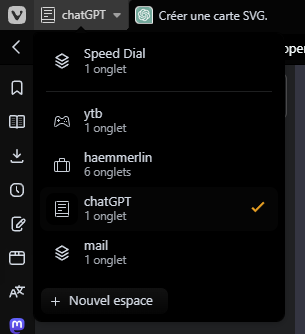 chatGPT
Créer une carte SVG.
Speed Dial
1 onglet
ytb
1 onglet
haemmerlin
6 onglets
chatGPT
1 onglet
mail
1 onglet
+ Nouvel espace